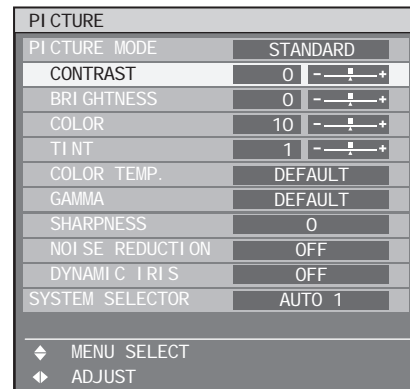 PICTURE
PICTURE MODE STANDARD
CONTRAST 0 - +
BRIGHTNESS 0 - +
COLOR 10 - +
TINT 1 - +
COLOR TEMP. DEFAULT
GAMMA DEFAULT
SHARPNESS 0
NOISE REDUCTION OFF
DYNAMIC IRIS OFF
SYSTEM SELECTOR AUTO 1
MENU SELECT
ADJUST